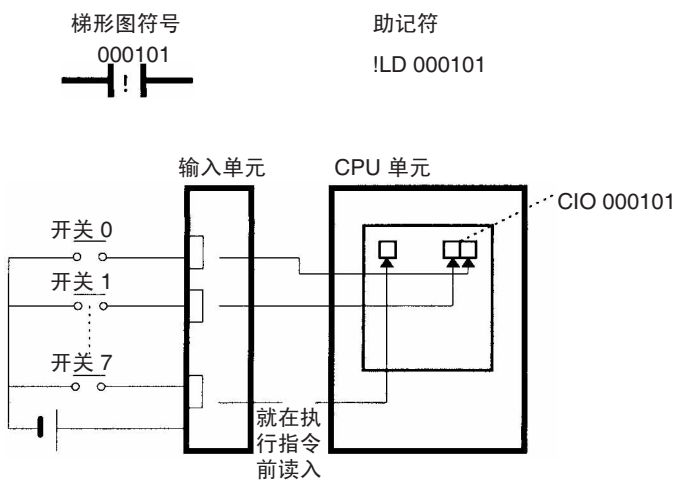 梯形图符号
助记符
000101
!
!LD 000101
输入单元
CPU 单元
CIO 000101
开关 0
开关 1
开关 7
就在执
行指令
前读入